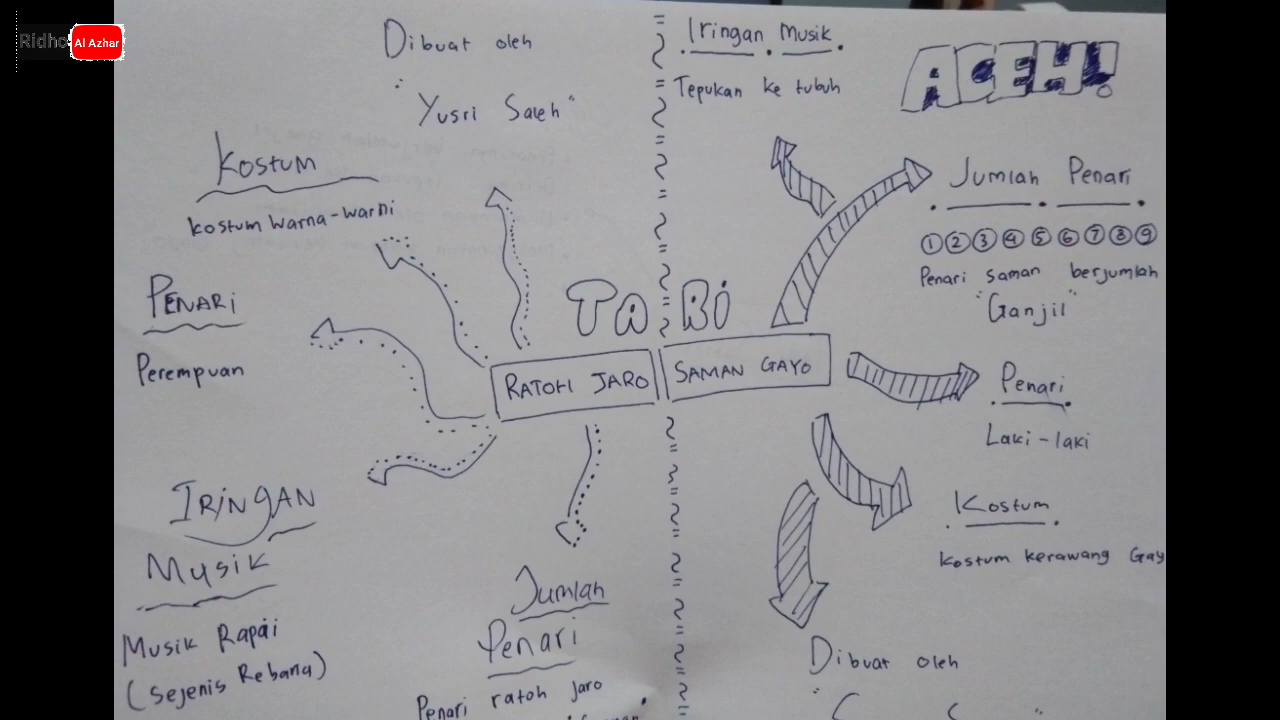 Ridho
Al Azhar
Dibuat oleh
"Yusri Saleh"
Kostum
Kostum Warna-warni
PENARi
Perempuan
IRiNGAN
MUSiK
Musik Rapai
(Sejenis Rebana)
Jumlah
Penari
Penari ratoh jaro
TARi
RATOH JARO
SAMAN GAYO
Iringan Musik
Tepukan ke tubuh
ACEH!
Jumlah Penari
① ② ③ ④ ⑤ ⑥ ⑦ ⑧ ⑨
Penari saman berjumlah
"Ganjil"
Penari
Laki-laki
Kostum
Kostum kerawang Gay
Dibuat oleh